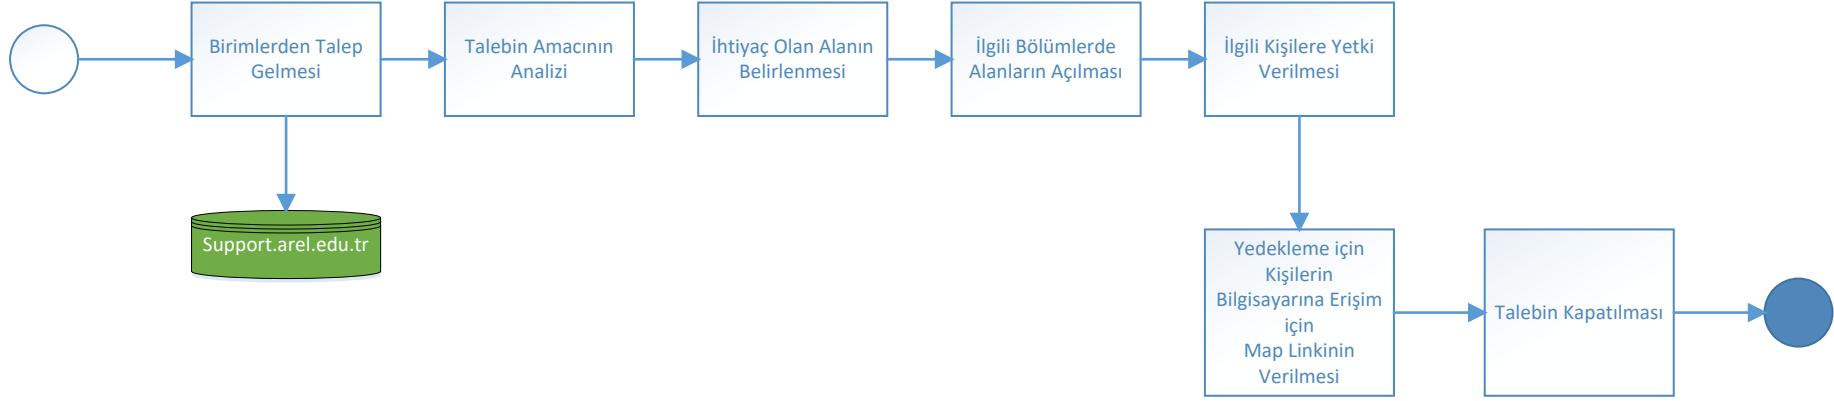 Birimlerden Talep
Gelmesi
Talebin Amacının
Analizi
İhtiyaç Olan Alanın
Belirlenmesi
İlgili Bölümlerde
Alanların Açılması
İlgili Kişilere Yetki
Verilmesi
Support.arel.edu.tr
Yedekleme için
Kişilerin
Bilgisayarına Erişim
için
Map Linkinin
Verilmesi
Talebin Kapatılması